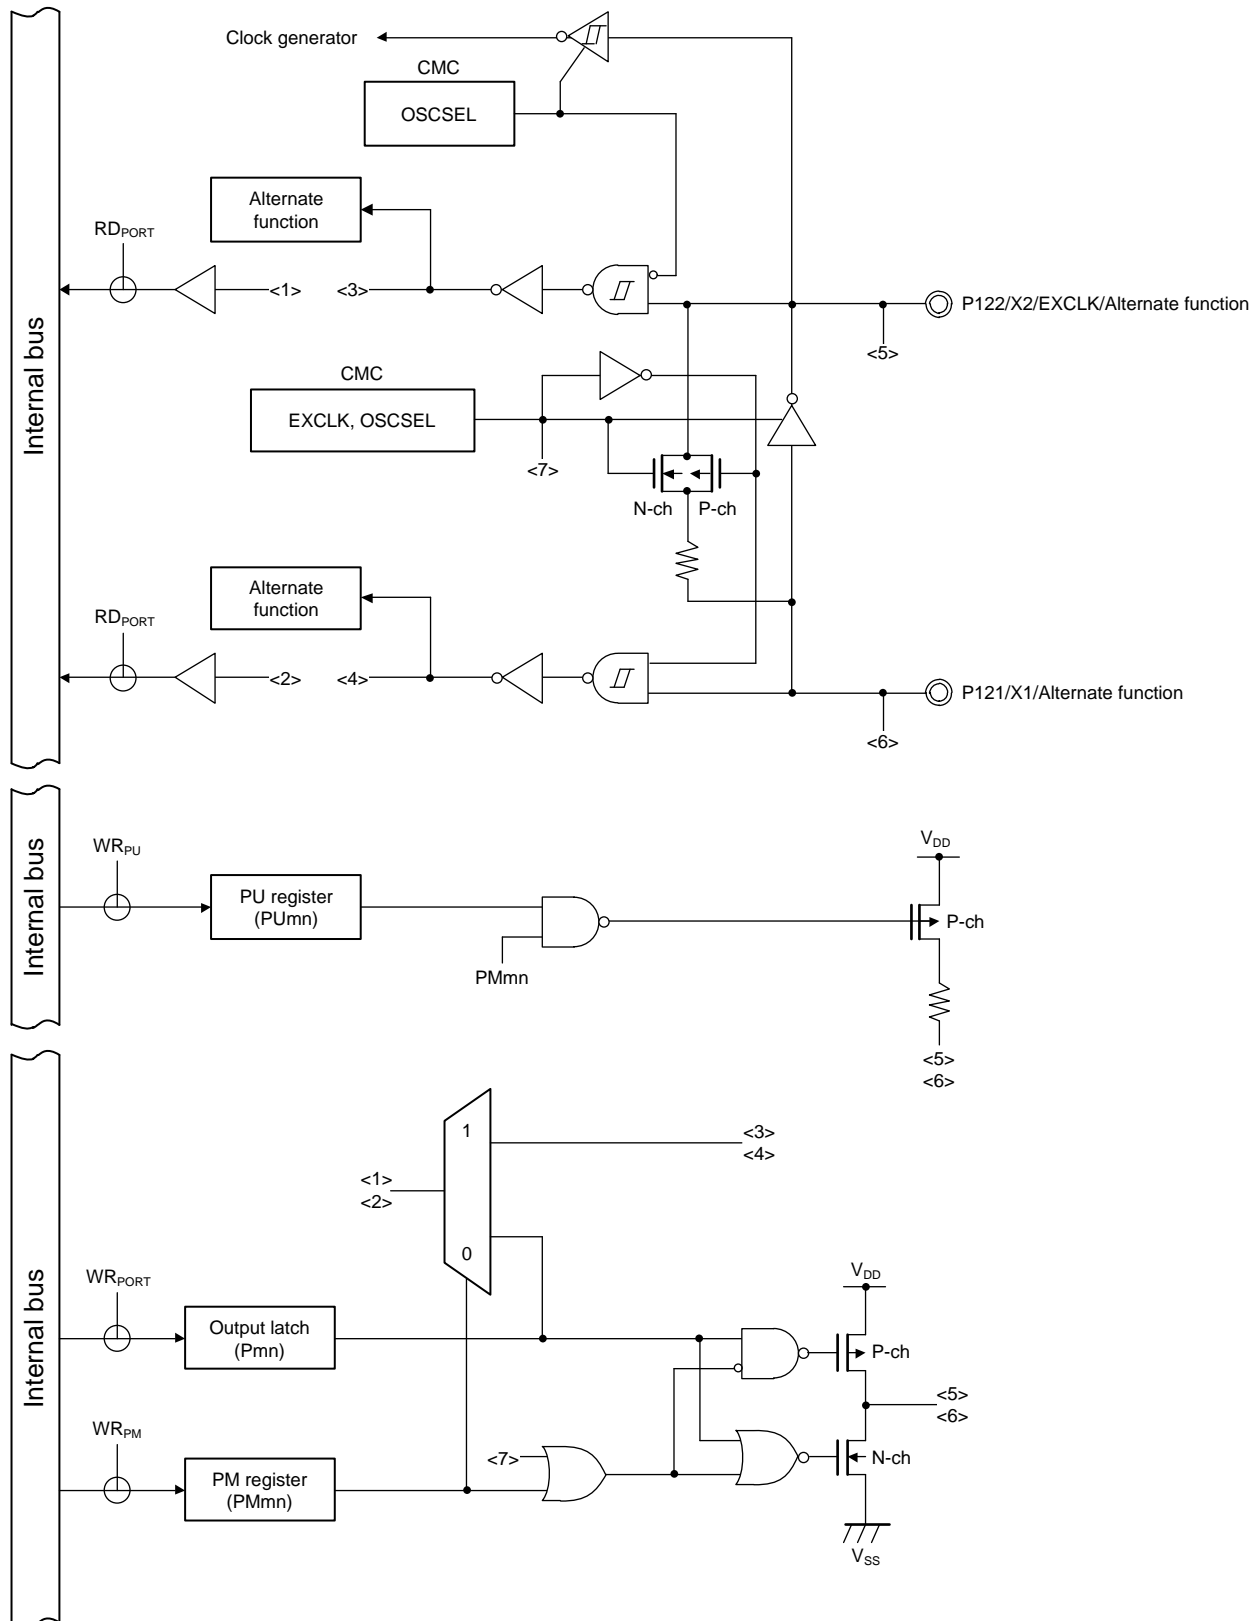 Clock generator
CMC
OSCSEL
Alternate
function
RDPORT
<1>
<3>
P122/X2/EXCLK/Alternate function
<5>
Internal bus
CMC
EXCLK, OSCSEL
<7>
N-ch
P-ch
Alternate
function
RDPORT
<2>
<4>
P121/X1/Alternate function
<6>
Internal bus
WRPU
PU register
(PUmn)
PMmn
VDD
P-ch
<5>
<6>
Internal bus
1
<3>
<4>
<1>
<2>
0
WRPORT
Output latch
(Pmn)
VDD
P-ch
<5>
<6>
WRPM
PM register
(PMmn)
<7>
N-ch
VSS